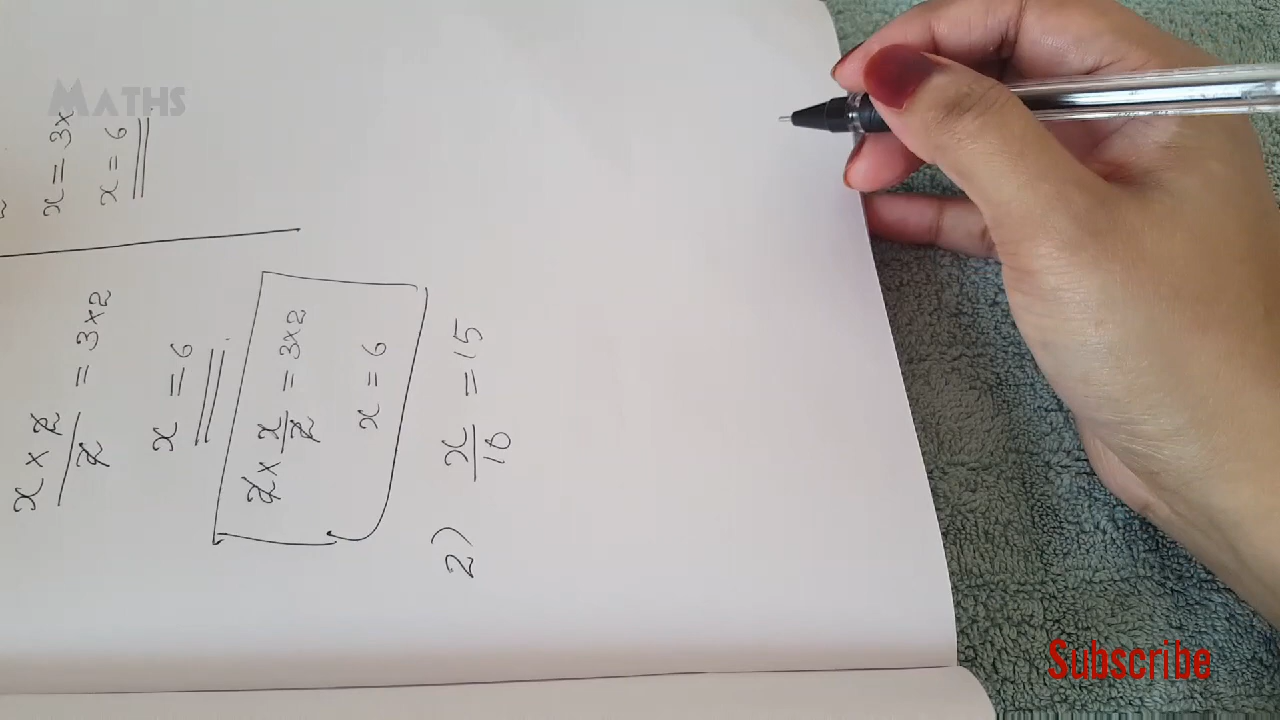 MATHS
x = 3x
x = 6
x × 2 / 2 = 3×2
x = 6
2 × x/2 = 3×2
x = 6
2) x/10 = 15
Subscribe